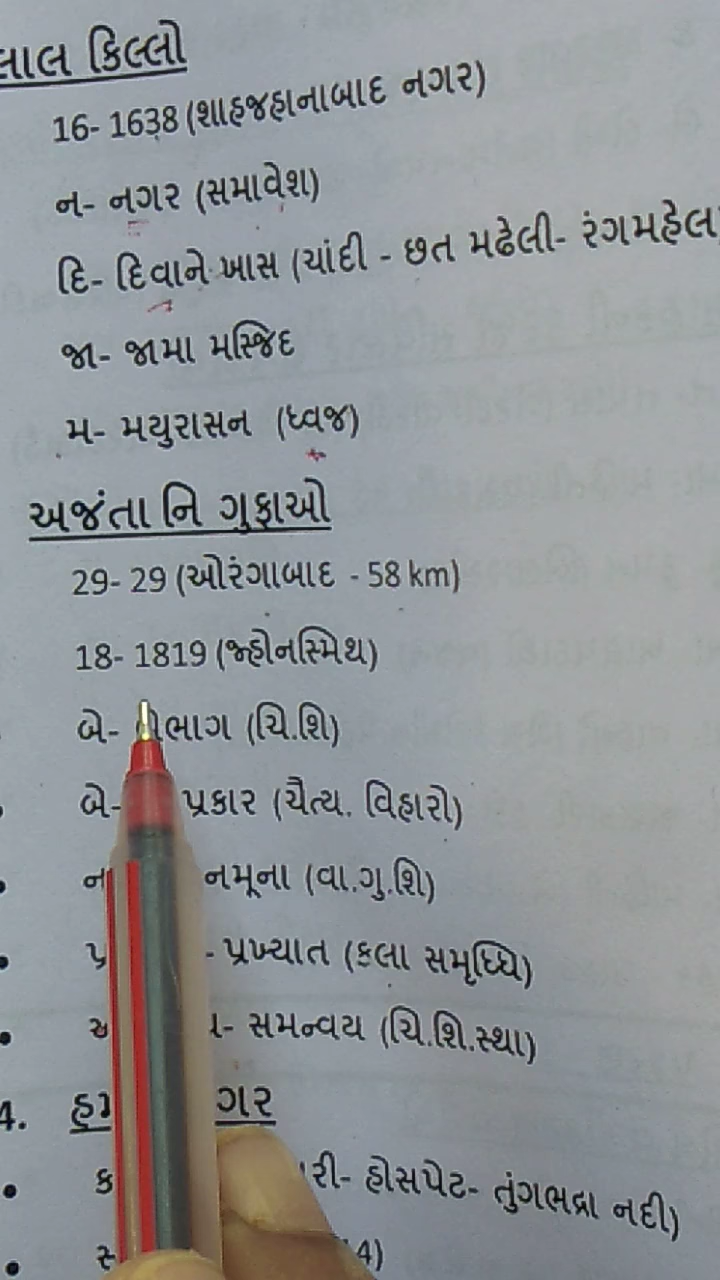 લાલ કિલ્લો
16- 1638 (શાહજહાનાબાદ નગર)
ન- નગર (સમાવેશ)
દિ- દિવાને ખાસ (ચાંદી - છત મઢેલી- રંગમહેલ
જા- જામા મસ્જિદ
મ- મયુરાસન (ધ્વજ)
અજંતા નિ ગુફાઓ
29- 29 (ઓરંગાબાદ - 58 km)
18- 1819 (જ્હોનસ્મિથ)
બે- ભાગ (ચિ.શિ)
બે- પ્રકાર (ચૈત્ય. વિહારો)
ન નમૂના (વા.ગુ.શિ)
પ્ર - પ્રખ્યાત (કલા સમૃધ્ધિ)
- સમન્વય (ચિ.શિ.સ્થા)
4.
રી- હોસપેટ- તુંગભદ્રા નદી)
4)